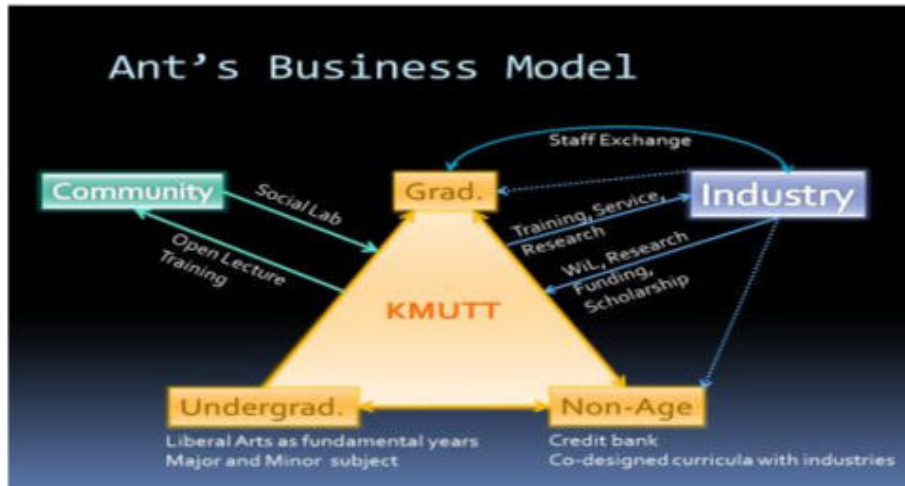 Ant's Business Model
Staff Exchange
Community
Grad.
Industry
Social Lab
Training, Service,
Research
Open Lecture
Training
WiL, Research
Funding,
Scholarship
KMUTT
Undergrad.
Non-Age
Liberal Arts as fundamental years
Major and Minor subject
Credit bank
Co-designed curricula with industries